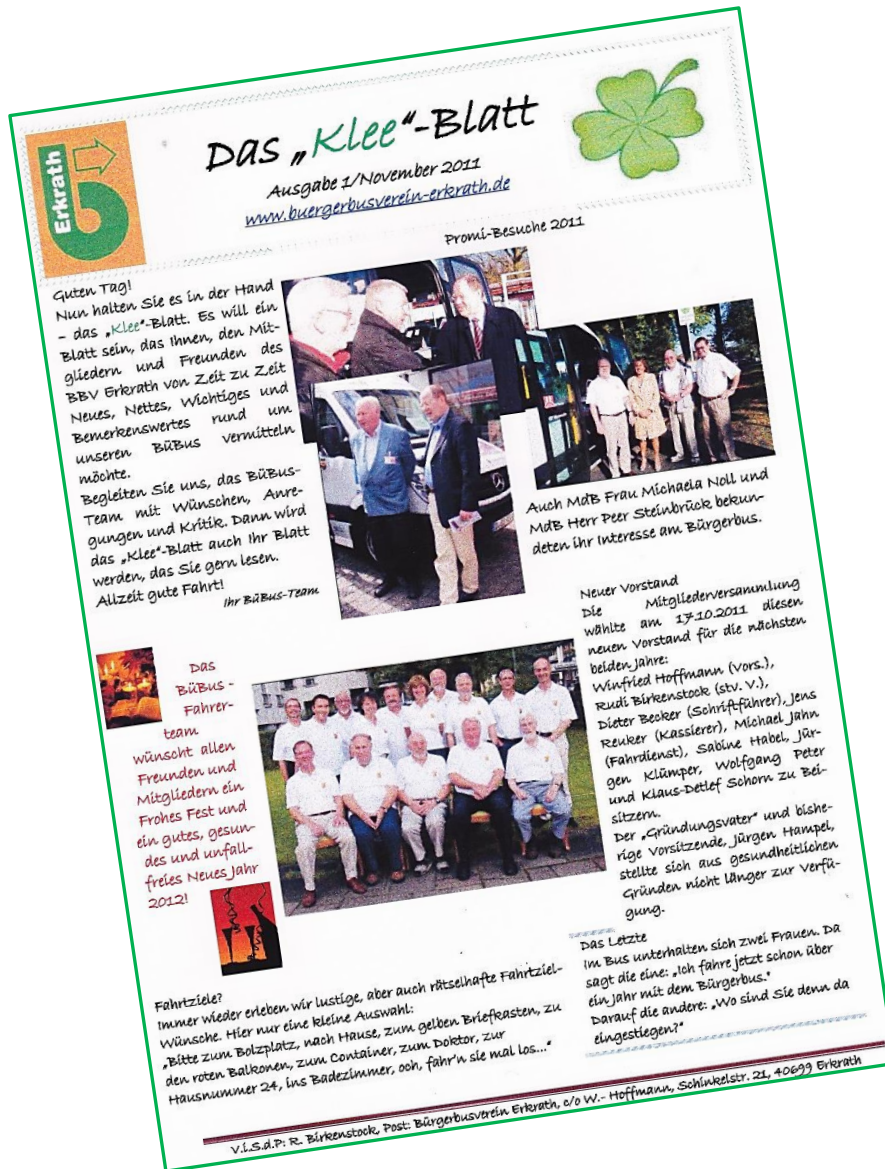 Erkrath
Das „Klee“-Blatt
Ausgabe 1/November 2011
www.buergerbusverein-erkrath.de
Promi-Besuche 2011
Guten Tag!
Nun halten Sie es in der Hand
– das „Klee“-Blatt. Es will ein
Blatt sein, das Ihnen, den Mit-
gliedern und Freunden des
BBV Erkrath von Zeit zu Zeit
Neues, Nettes, Wichtiges und
Bemerkenswertes rund um
unseren BüBus vermitteln
möchte.
Begleiten Sie uns, das BüBus-
Team mit Wünschen, Anre-
gungen und Kritik. Dann wird
das „Klee“-Blatt auch Ihr Blatt
werden, das Sie gern lesen.
Allzeit gute Fahrt!
Ihr BüBus-Team
Auch MdB Frau Michaela Noll und
MdB Herr Peer Steinbrück bekun-
deten ihr Interesse am Bürgerbus.
Das
BüBus -
Fahrer-
team
wünscht allen
Freunden und
Mitgliedern ein
Frohes Fest und
ein gutes, gesun-
des und unfall-
freies Neues Jahr
2012!
Neuer Vorstand
Die Mitgliederversammlung
wählte am 17.10.2011 diesen
neuen Vorstand für die nächsten
beiden Jahre:
Winfried Hoffmann (Vors.),
Rudi Birkenstock (stv. V.),
Dieter Becker (Schriftführer), Jens
Reuker (Kassierer), Michael Jahn
(Fahrdienst), Sabine Habel, Jür-
gen Klümper, Wolfgang Peter
und Klaus-Detlef Schorn zu Bei-
sitzern.
Der „Gründungsvater“ und bishe-
rige Vorsitzende, Jürgen Hampel,
stellte sich aus gesundheitlichen
Gründen nicht länger zur Verfü-
gung.
Fahrtziele?
Immer wieder erleben wir lustige, aber auch rätselhafte Fahrtziel-
Wünsche. Hier nur eine kleine Auswahl:
„Bitte zum Bolzplatz, nach Hause, zum gelben Briefkasten, zu
den roten Balkonen, zum Container, zum Doktor, zur
Hausnummer 24, ins Badezimmer, och, fahr'n sie mal los...“
Das Letzte
Im Bus unterhalten sich zwei Frauen. Da
sagt die eine: „Ich fahre jetzt schon über
ein Jahr mit dem Bürgerbus.“
Darauf die andere: „Wo sind Sie denn da
eingestiegen?“
V.i.S.d.P: R. Birkenstock, Post: Bürgerbusverein Erkrath, c/o W.- Hoffmann, Schinkelstr. 21, 40699 Erkrath